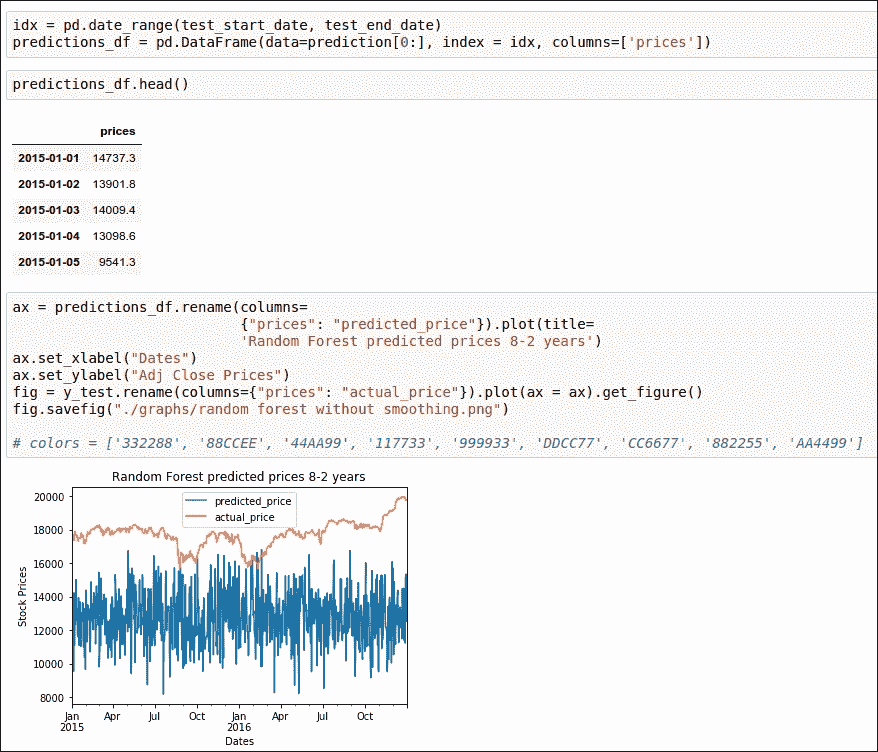 idx = pd.date_range(test_start_date, test_end_date)
predictions_df = pd.DataFrame(data=prediction[0:], index = idx, columns=['prices'])
predictions_df.head()
prices
2015-01-01 14737.3
2015-01-02 13901.8
2015-01-03 14009.4
2015-01-04 13098.6
2015-01-05 9541.3
ax = predictions_df.rename(columns=
{"prices": "predicted_price"}).plot(title=
'Random Forest predicted prices 8-2 years')
ax.set_xlabel("Dates")
ax.set_ylabel("Adj Close Prices")
fig = y_test.rename(columns={"prices": "actual_price"}).plot(ax = ax).get_figure()
fig.savefig("./graphs/random forest without smoothing.png")
# colors = ['332288', '88CCEE', '44AA99', '117733', '999933', 'DDCC77', 'CC6677', '882255', 'AA4499']
Random Forest predicted prices 8-2 years
predicted_price
actual_price
20000
18000
16000
14000
12000
10000
8000
Stock Prices
Jan Apr Jul Oct Jan Apr Jul Oct
2015 2016
Dates